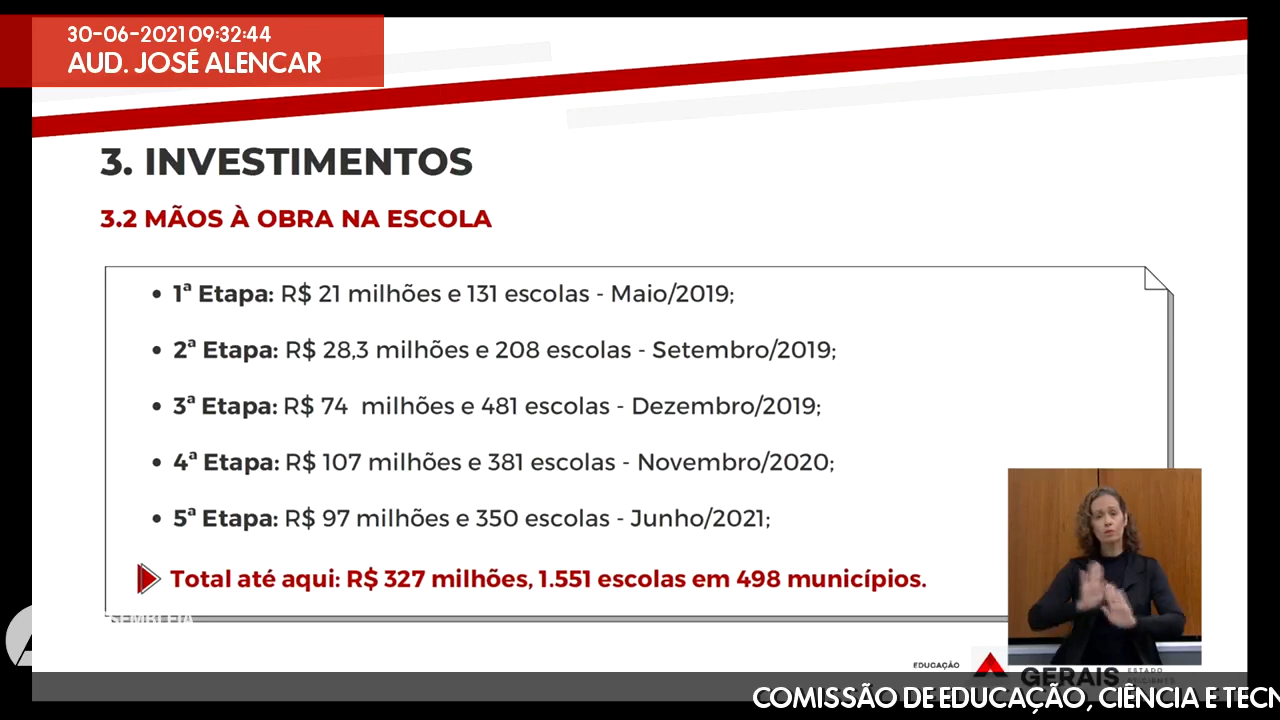 30-06-2021 09:32:44
AUD. JOSÉ ALENCAR
3. INVESTIMENTOS
3.2 MÃOS À OBRA NA ESCOLA
• 1ª Etapa: R$ 21 milhões e 131 escolas - Maio/2019;
• 2ª Etapa: R$ 28,3 milhões e 208 escolas - Setembro/2019;
• 3ª Etapa: R$ 74 milhões e 481 escolas - Dezembro/2019;
• 4ª Etapa: R$ 107 milhões e 381 escolas - Novembro/2020;
• 5ª Etapa: R$ 97 milhões e 350 escolas - Junho/2021;
Total até aqui: R$ 327 milhões, 1.551 escolas em 498 municípios.
EDUCAÇÃO
GERAIS
ESTADO
COMISSÃO DE EDUCAÇÃO, CIÊNCIA E TECN